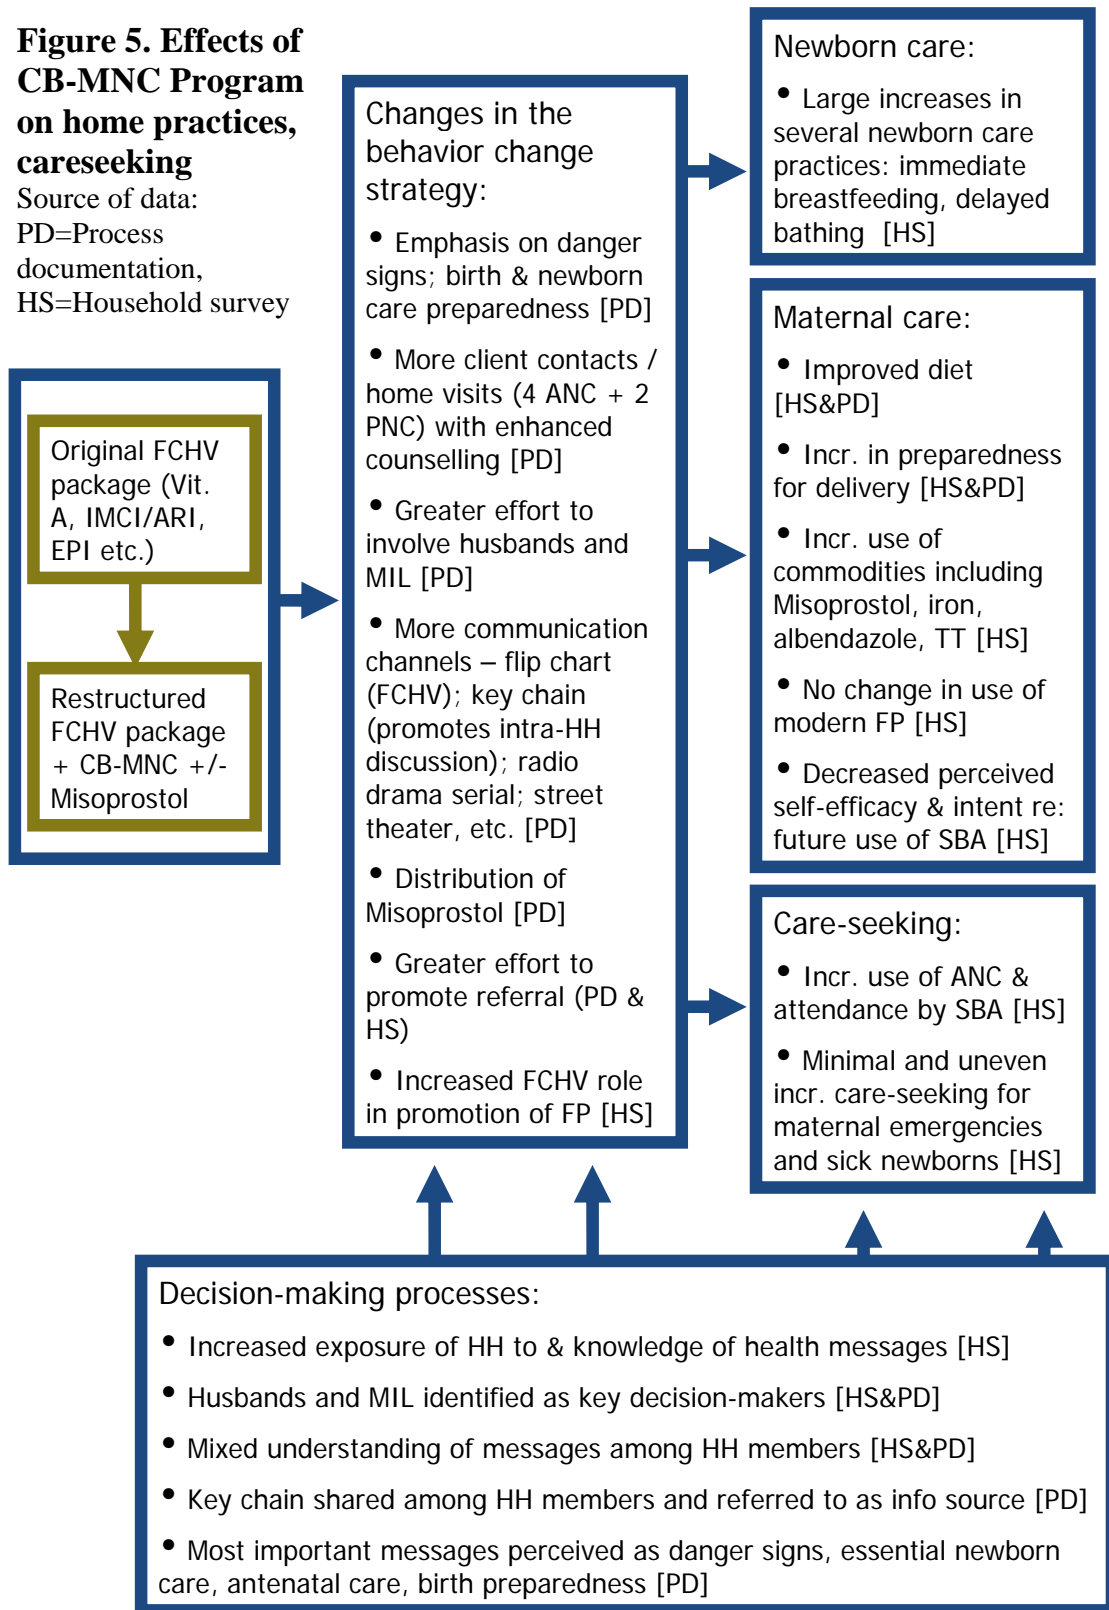 Figure 5. Effects of
CB-MNC Program
on home practices,
careseeking
Source of data:
PD=Process
documentation,
HS=Household survey
Original FCHV
package (Vit.
A, IMCI/ARI,
EPI etc.)
Restructured
FCHV package
+ CB-MNC +/-
Misoprostol
Changes in the
behavior change
strategy:
• Emphasis on danger
signs; birth & newborn
care preparedness [PD]
• More client contacts /
home visits (4 ANC + 2
PNC) with enhanced
counselling [PD]
• Greater effort to
involve husbands and
MIL [PD]
• More communication
channels – flip chart
(FCHV); key chain
(promotes intra-HH
discussion); radio
drama serial; street
theater, etc. [PD]
• Distribution of
Misoprostol [PD]
• Greater effort to
promote referral (PD &
HS)
• Increased FCHV role
in promotion of FP [HS]
Newborn care:
• Large increases in
several newborn care
practices: immediate
breastfeeding, delayed
bathing [HS]
Maternal care:
• Improved diet
[HS&PD]
• Incr. in preparedness
for delivery [HS&PD]
• Incr. use of
commodities including
Misoprostol, iron,
albendazole, TT [HS]
• No change in use of
modern FP [HS]
• Decreased perceived
self-efficacy & intent re:
future use of SBA [HS]
Care-seeking:
• Incr. use of ANC &
attendance by SBA [HS]
• Minimal and uneven
incr. care-seeking for
maternal emergencies
and sick newborns [HS]
Decision-making processes:
• Increased exposure of HH to & knowledge of health messages [HS]
• Husbands and MIL identified as key decision-makers [HS&PD]
• Mixed understanding of messages among HH members [HS&PD]
• Key chain shared among HH members and referred to as info source [PD]
• Most important messages perceived as danger signs, essential newborn
care, antenatal care, birth preparedness [PD]